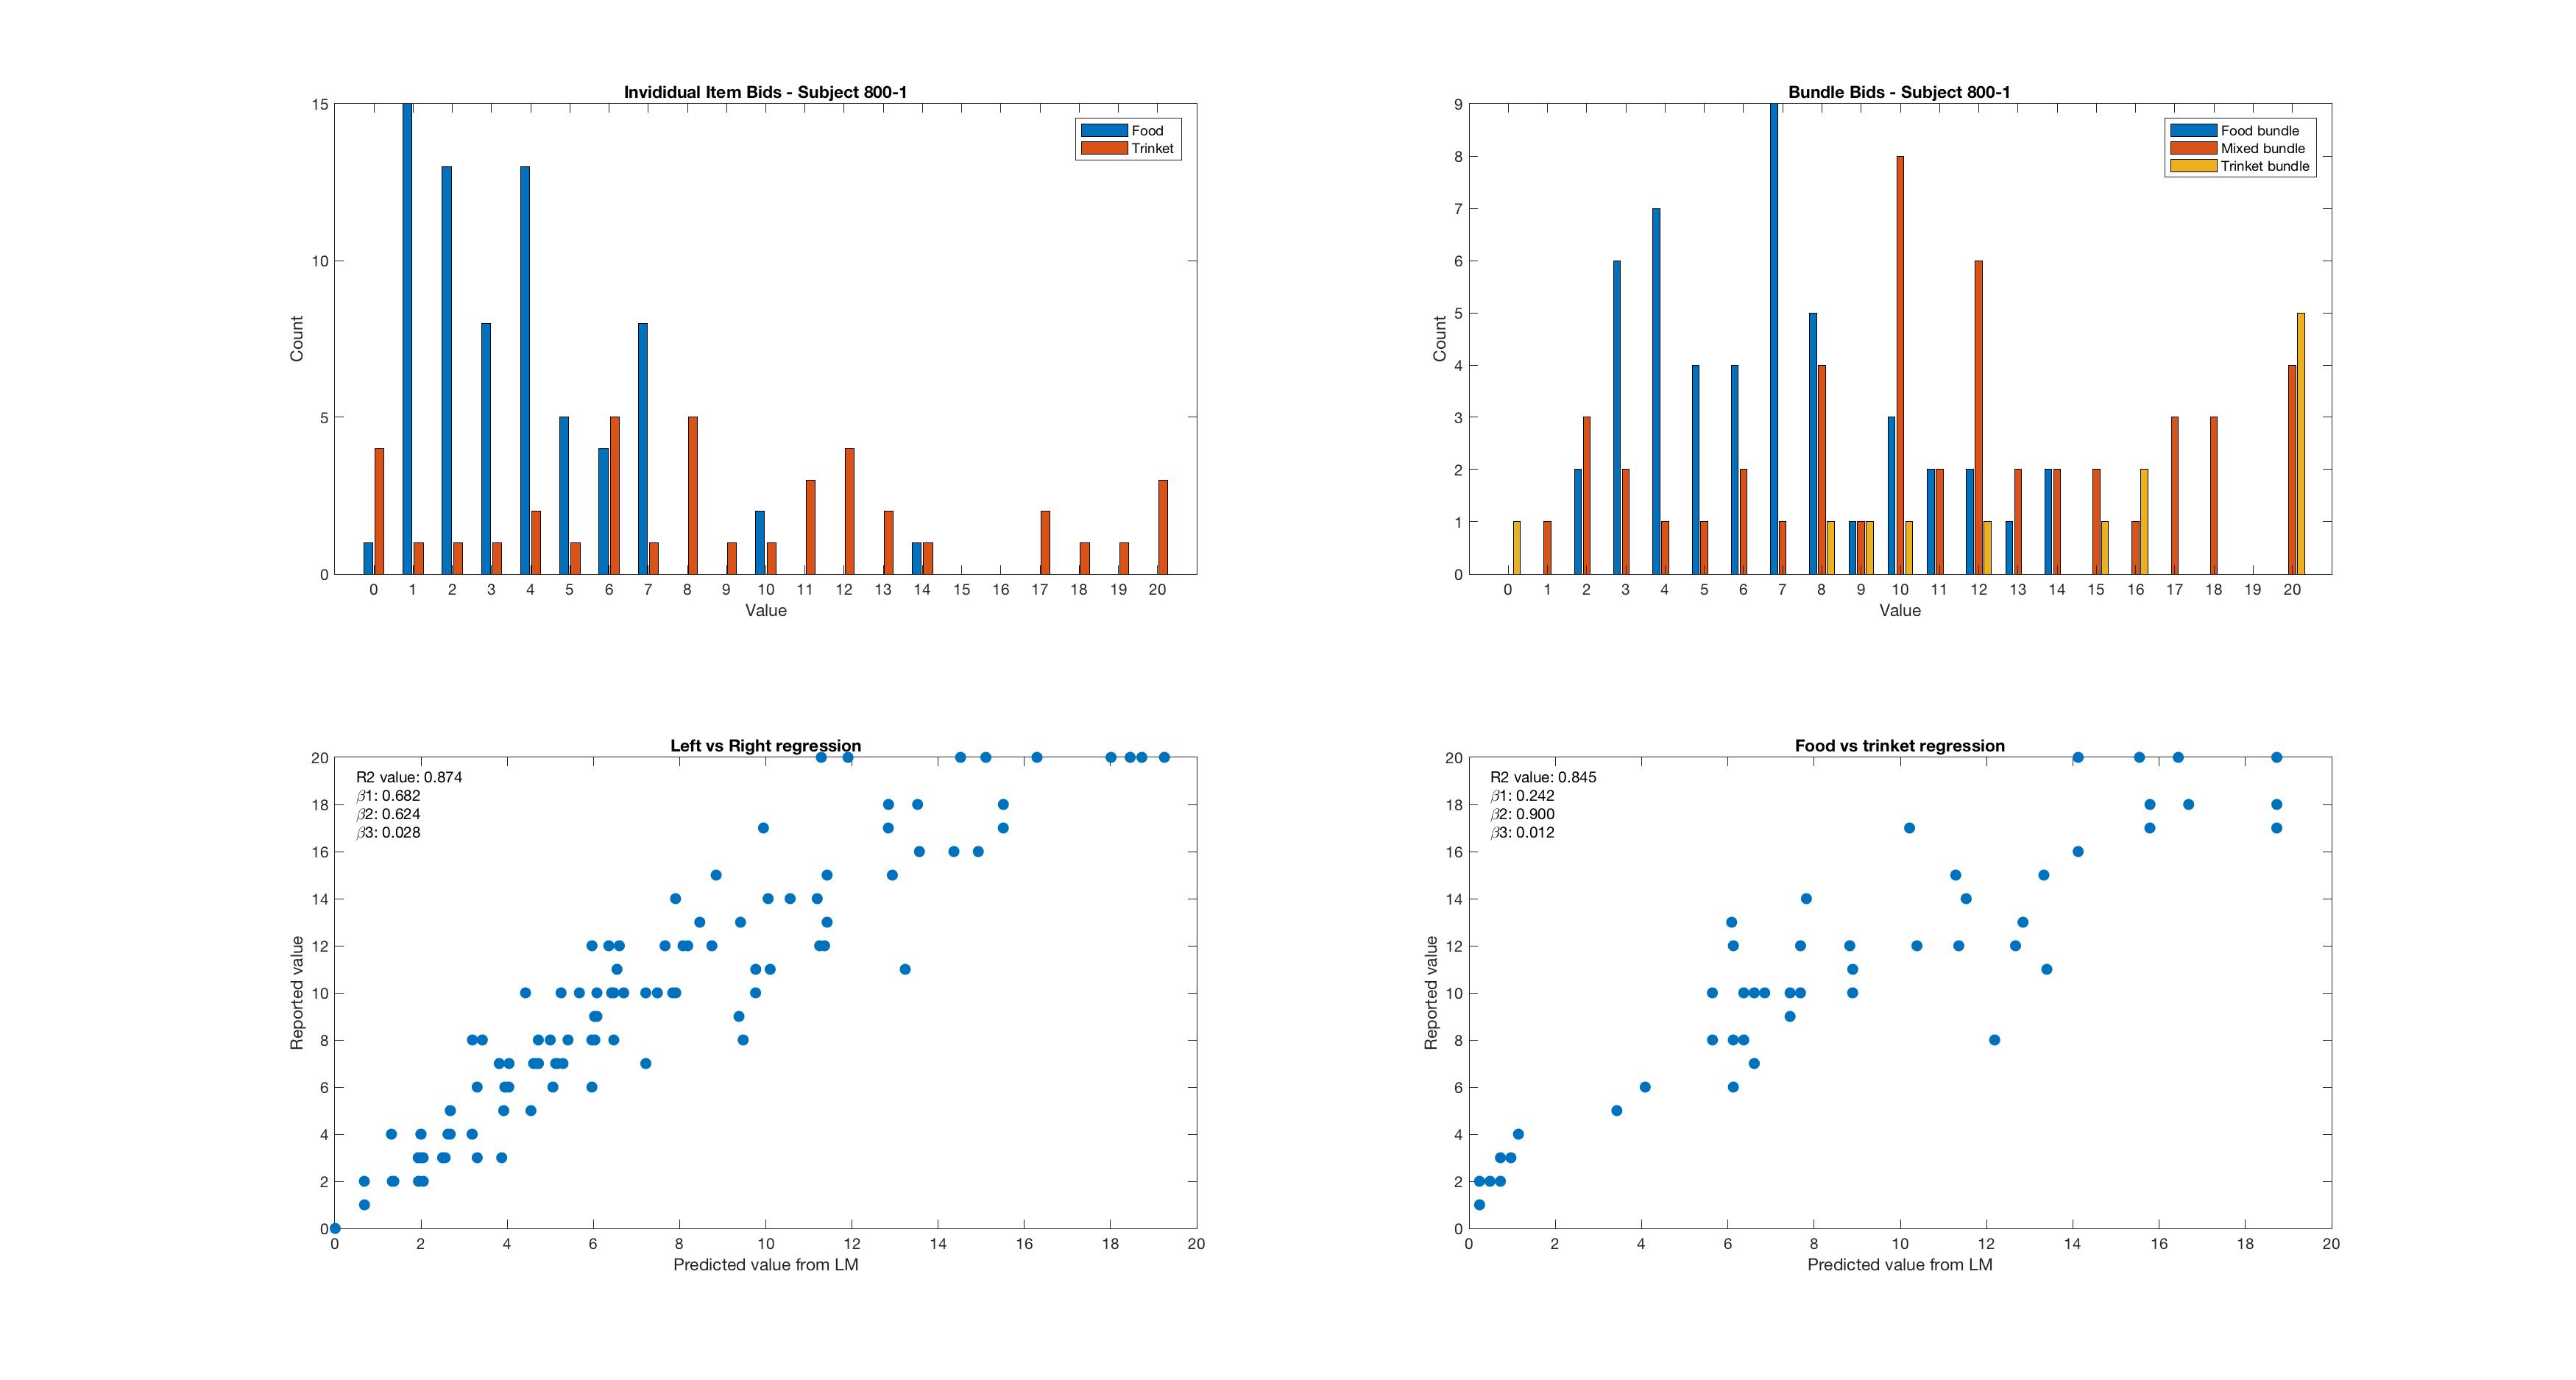 Invididual Item Bids - Subject 800-1
15
10
5
0
Count
Food
Trinket
0 1 2 3 4 5 6 7 8 9 10 11 12 13 14 15 16 17 18 19 20
Value
Bundle Bids - Subject 800-1
9
8
7
6
5
4
3
2
1
0
Count
Food bundle
Mixed bundle
Trinket bundle
0 1 2 3 4 5 6 7 8 9 10 11 12 13 14 15 16 17 18 19 20
Value
Left vs Right regression
20
18
16
14
12
10
8
6
4
2
0
Reported value
R2 value: 0.874
β1: 0.682
β2: 0.624
β3: 0.028
0 2 4 6 8 10 12 14 16 18 20
Predicted value from LM
Food vs trinket regression
20
18
16
14
12
10
8
6
4
2
0
Reported value
R2 value: 0.845
β1: 0.242
β2: 0.900
β3: 0.012
0 2 4 6 8 10 12 14 16 18 20
Predicted value from LM